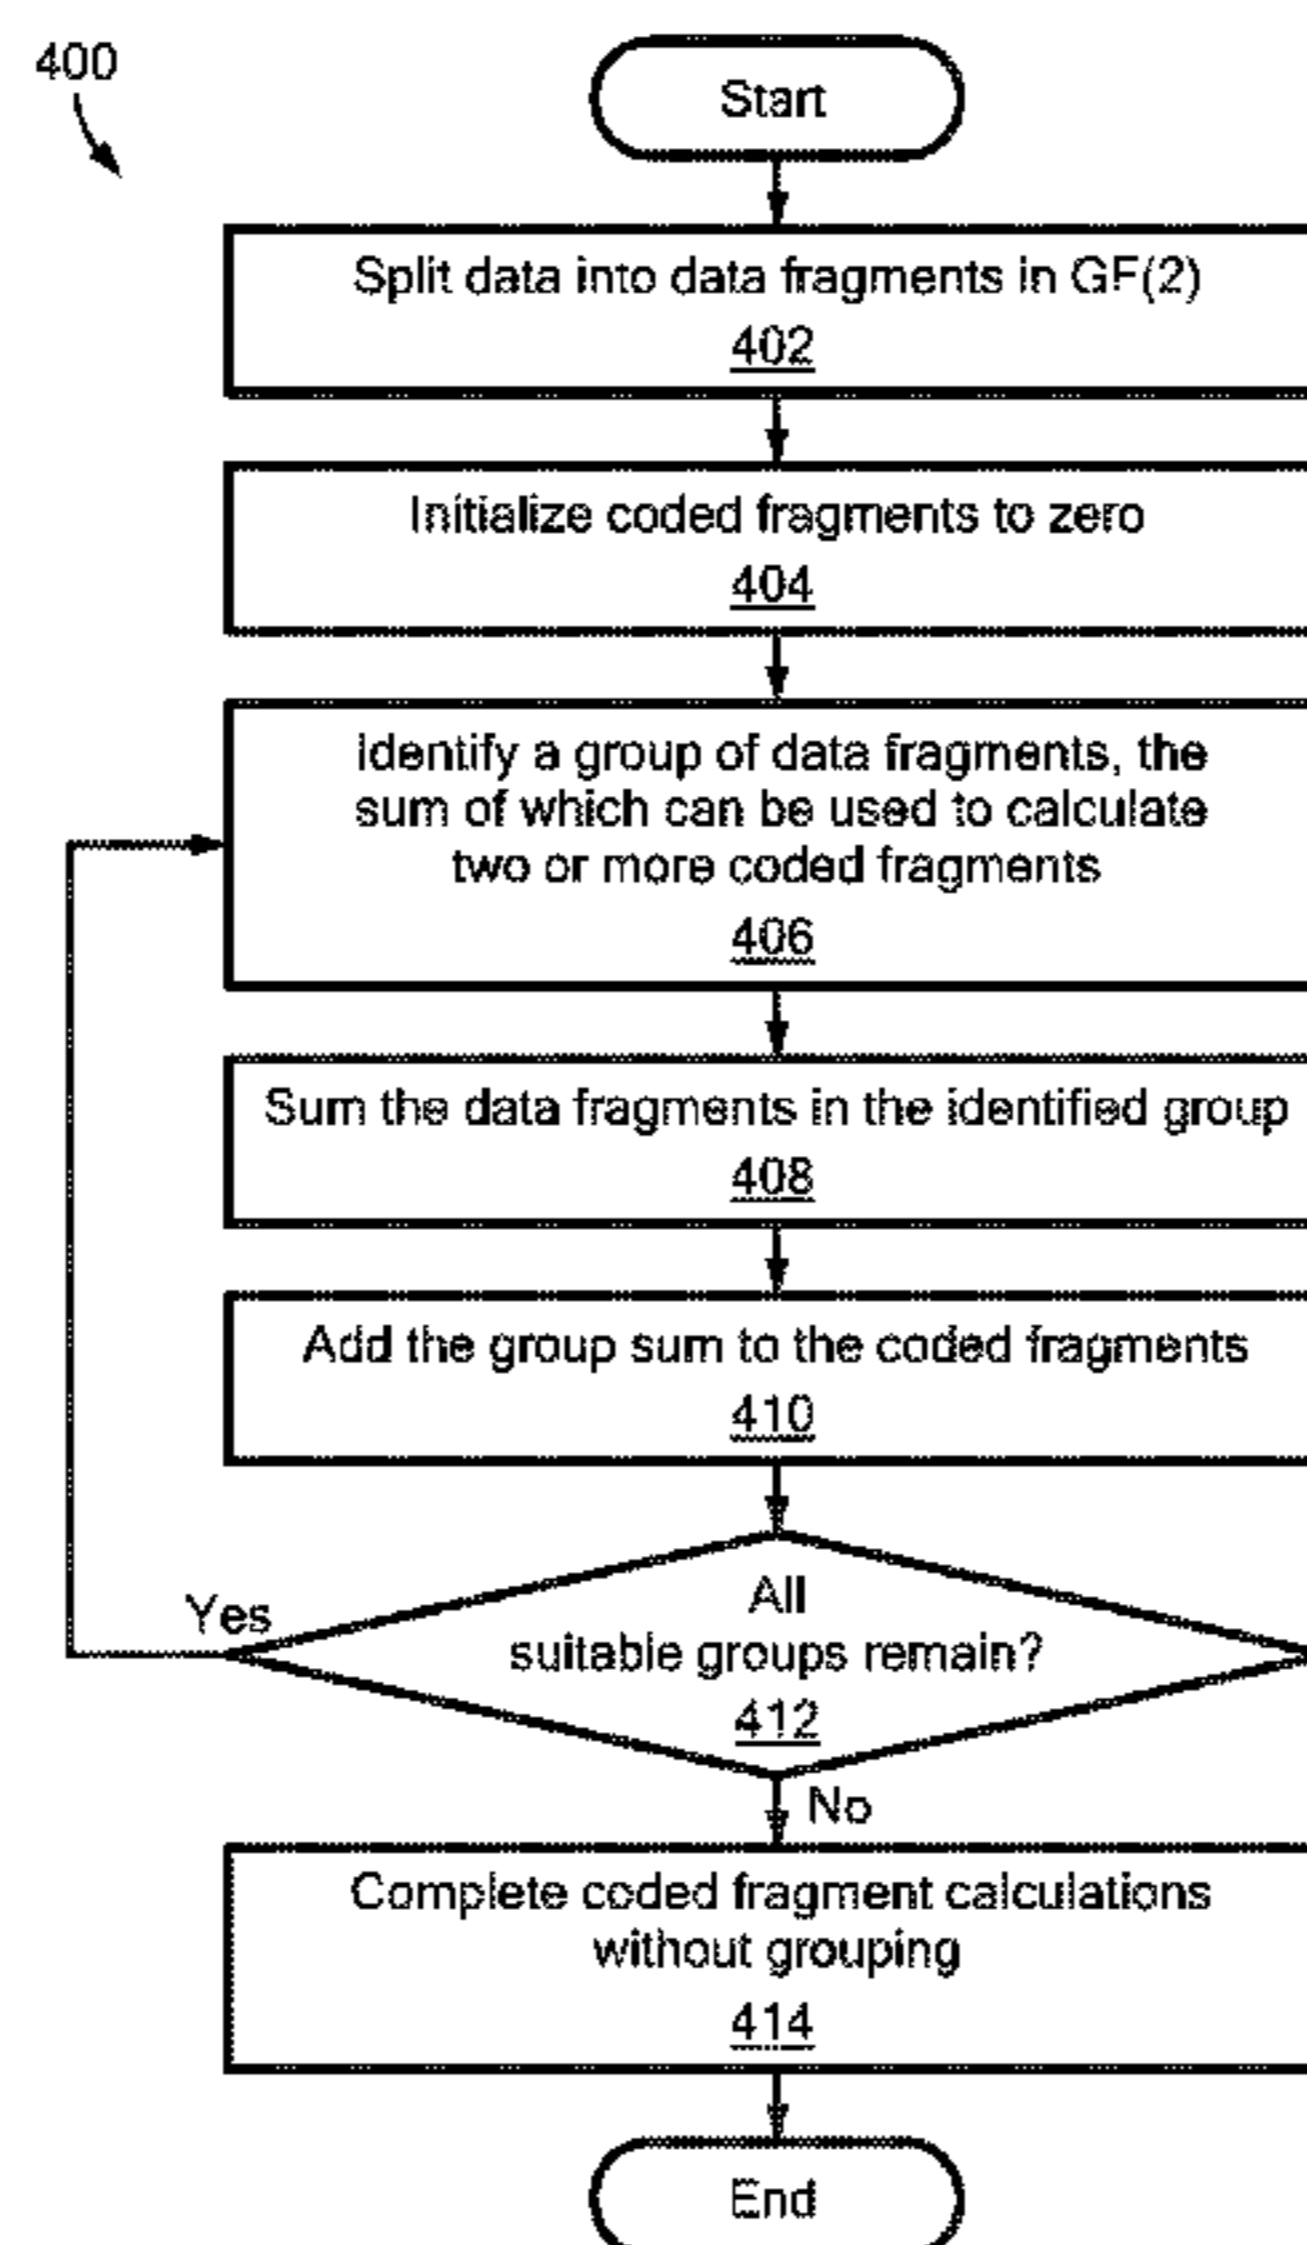 400
Start
Split data into data fragments in GF(2)
402
Initialize coded fragments to zero
404
Identify a group of data fragments, the
sum of which can be used to calculate
two or more coded fragments
406
Sum the data fragments in the identified group
408
Add the group sum to the coded fragments
410
All
Yes
suitable groups remain?
412
No
Complete coded fragment calculations
without grouping
414
End